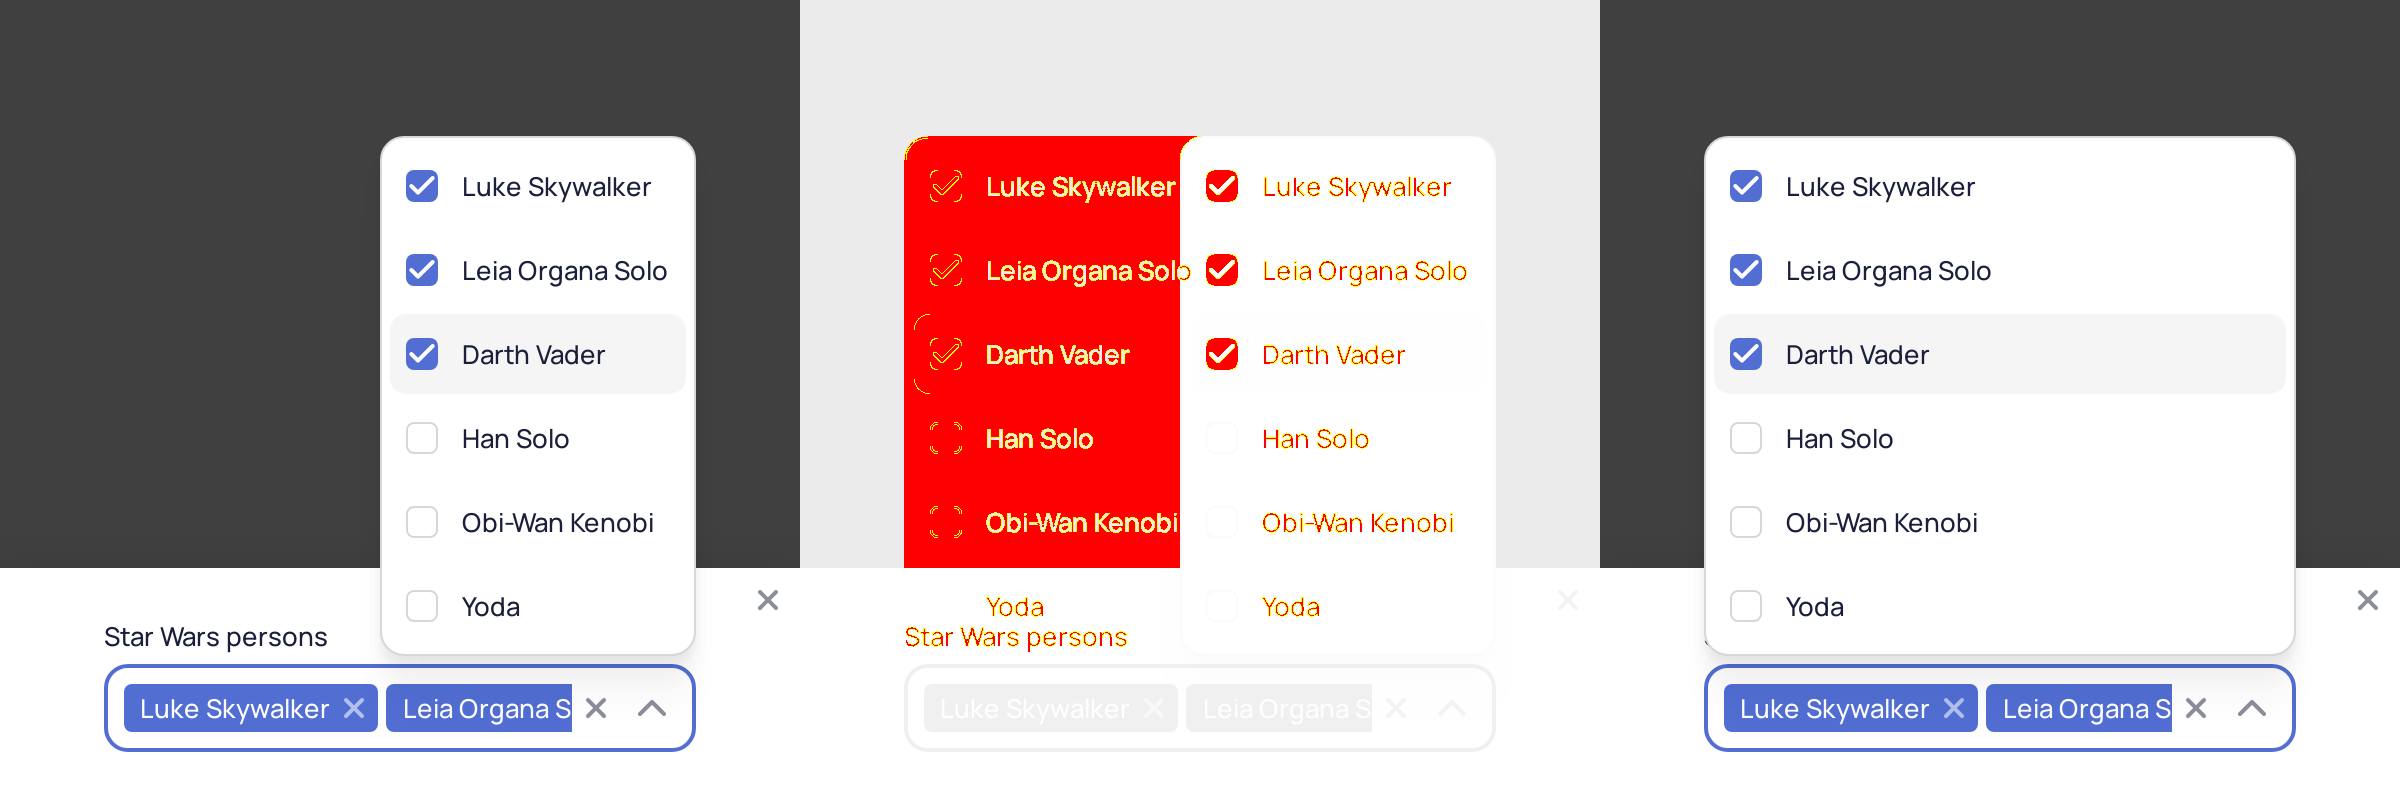 Luke Skywalker
Leia Organa Solo
Darth Vader
Han Solo
Obi-Wan Kenobi
Yoda
Star Wars persons
Luke Skywalker Leia Organa S
Luke Skywalker Luke Skywalker
Leia Organa Solo Leia Organa Solo
Darth Vader Darth Vader
Han Solo Han Solo
Obi-Wan Kenobi Obi-Wan Kenobi
Yoda Yoda
Star Wars persons
Luke Skywalker Leia Organa S
Luke Skywalker
Leia Organa Solo
Darth Vader
Han Solo
Obi-Wan Kenobi
Yoda
Luke Skywalker Leia Organa S